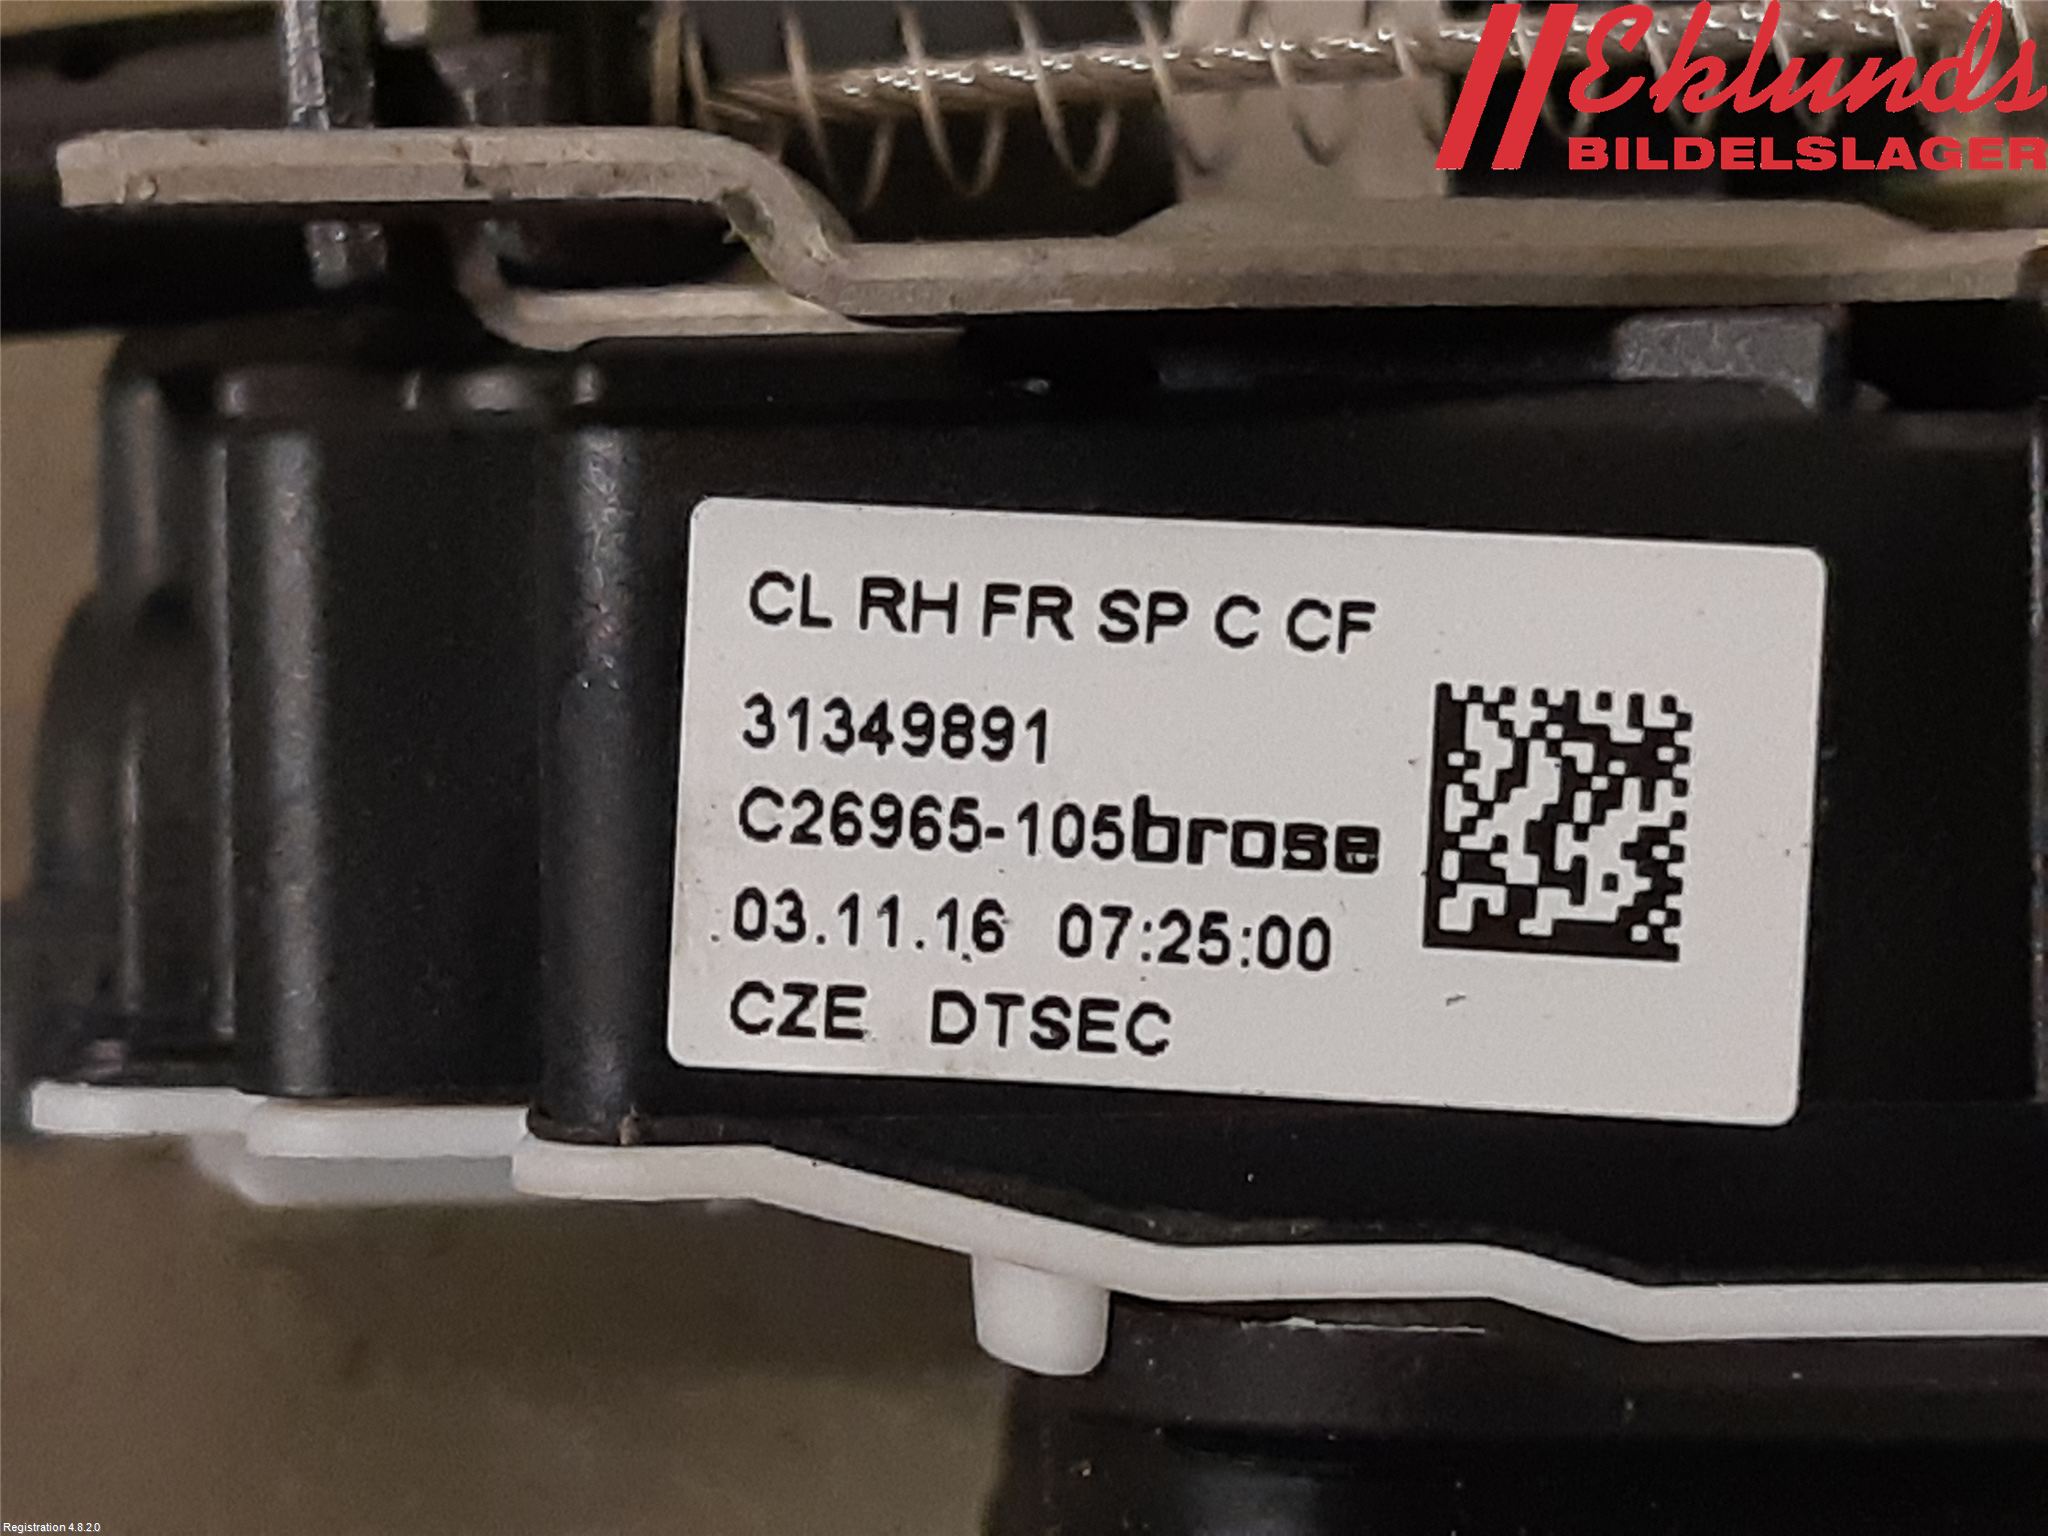 Eklunds
BILDELSLAGER
CL RH FR SP C CF
31349891
C26965-105brose
03.11.16 07:25:00
CZE DTSEC
Registration 4.8.2.0